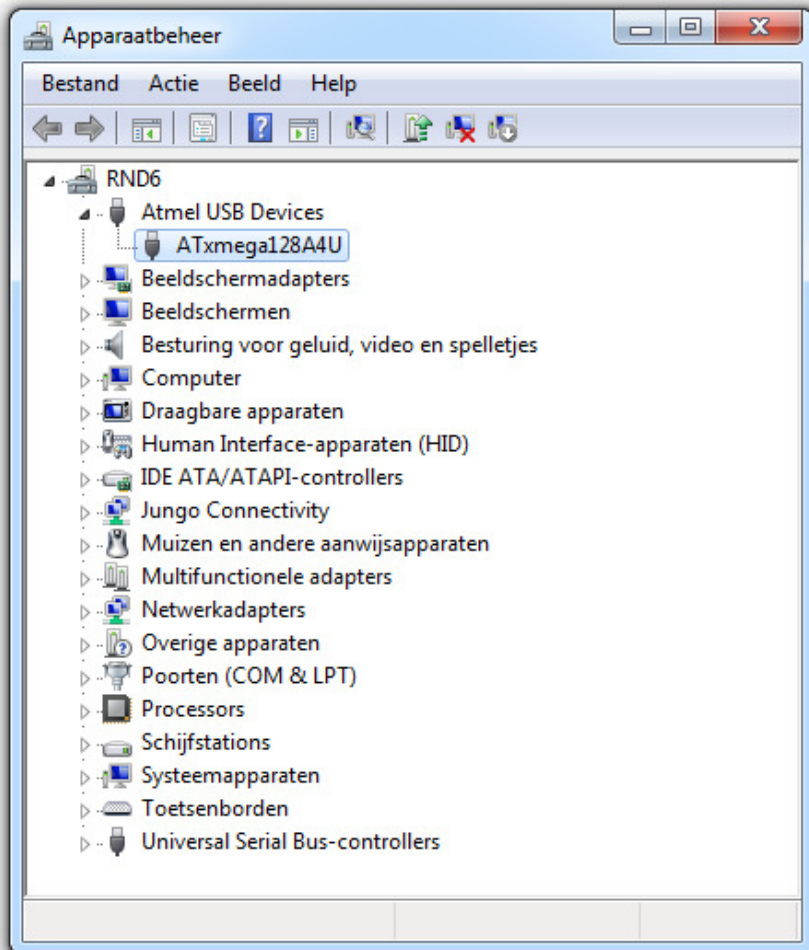 Apparaatbeheer
Bestand Actie Beeld Help
RND6
Atmel USB Devices
ATxmega128A4U
Beeldschermadapters
Beeldschermen
Besturing voor geluid, video en spelletjes
Computer
Draagbare apparaten
Human Interface-apparaten (HID)
IDE ATA/ATAPI-controllers
Jungo Connectivity
Muizen en andere aanwijsapparaten
Multifunctionele adapters
Netwerkadapters
Overige apparaten
Poorten (COM & LPT)
Processors
Schijfstations
Systeemapparaten
Toetsenborden
Universal Serial Bus-controllers